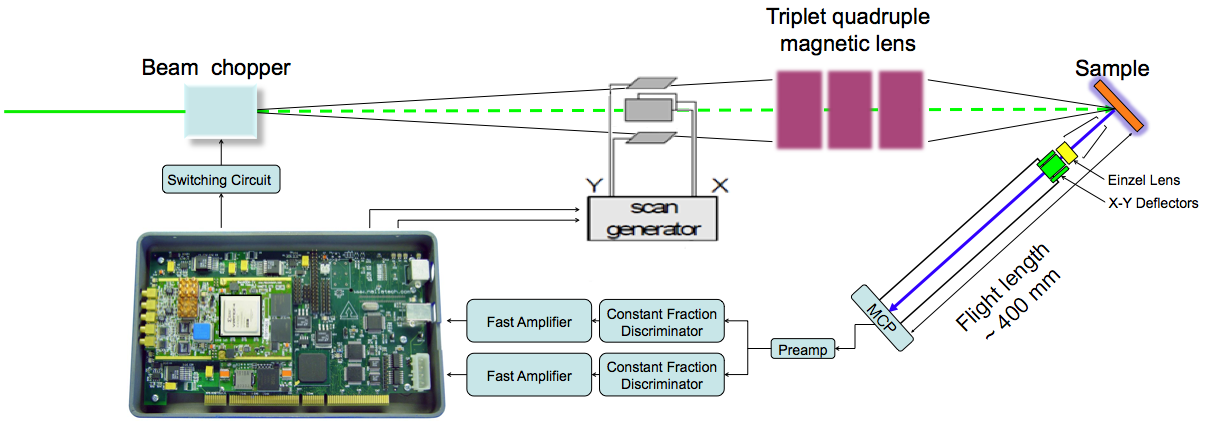 Triplet quadruple
magnetic lens
Beam chopper
Sample
Switching Circuit
Y
X
scan
generator
Einzel Lens
X-Y Deflectors
Flight length
~ 400 mm
MCP
Fast Amplifier
Constant Fraction
Discriminator
Preamp
Fast Amplifier
Constant Fraction
Discriminator